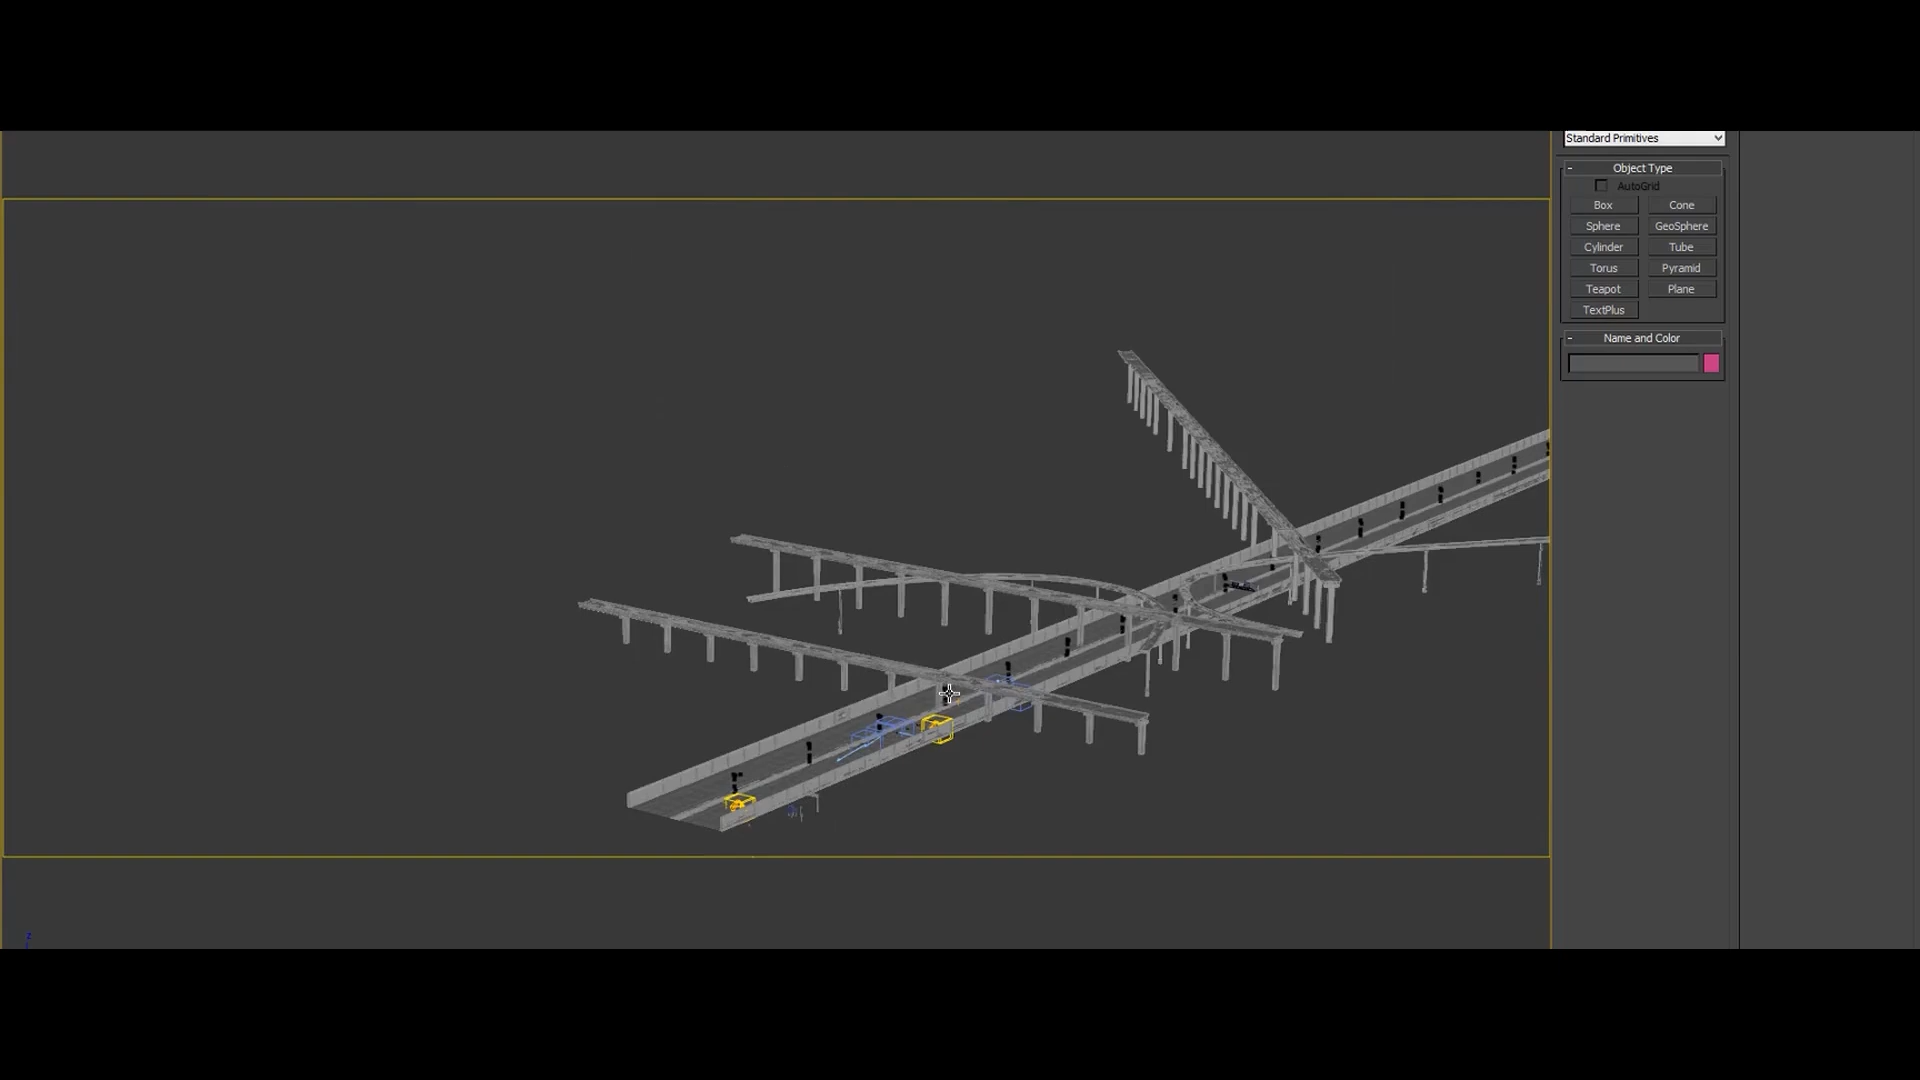 Standard Primitives
- Object Type
AutoGrid
Box Cone
Sphere GeoSphere
Cylinder Tube
Torus Pyramid
Teapot Plane
TextPlus
- Name and Color
z